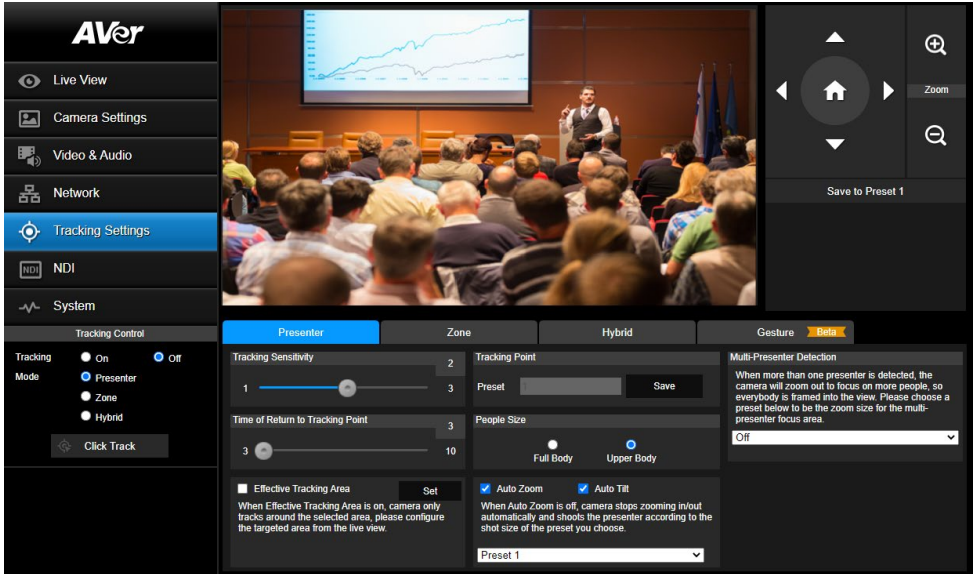 AVer
Live View
Camera Settings
Video & Audio
Network
Tracking Settings
NDI NDI
System
Tracking Control
Tracking On Off
Mode Presenter
Zone
Hybrid
Click Track
Zoom
Save to Preset 1
Presenter Zone Hybrid Gesture Beta
Tracking Sensitivity 2
1 3
Time of Return to Tracking Point 3
3 10
Effective Tracking Area Set
When Effective Tracking Area is on, camera only
tracks around the selected area, please configure
the targeted area from the live view.
Tracking Point
Preset 1 Save
People Size
Full Body Upper Body
Auto Zoom Auto Tilt
When Auto Zoom is off, camera stops zooming in/out
automatically and shoots the presenter according to the
shot size of the preset you choose.
Preset 1
Multi-Presenter Detection
When more than one presenter is detected, the
camera will zoom out to focus on more people, so
everybody is framed into the view. Please choose a
preset below to be the zoom size for the multi-
presenter focus area.
Off